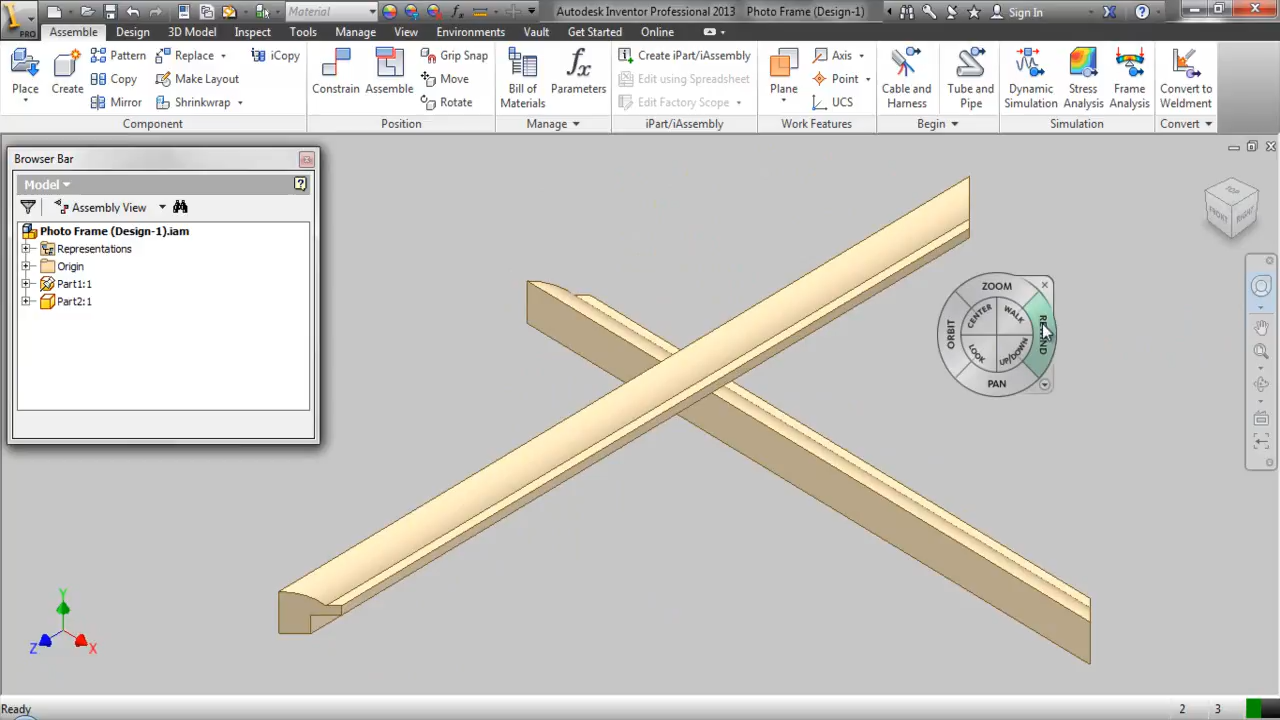 Material
Autodesk Inventor Professional 2013 Photo Frame (Design-1)
Sign In
PRO
Assemble Design 3D Model Inspect Tools Manage View Environments Vault Get Started Online
Place
Create
Pattern
Copy
Mirror
Replace
Make Layout
Shrinkwrap
iCopy
Component
Constrain
Assemble
Grip Snap
Move
Rotate
Position
Bill of
Materials
Parameters
Manage
Create iPart/iAssembly
Edit using Spreadsheet
Edit Factory Scope
iPart/iAssembly
Plane
Axis
Point
UCS
Work Features
Cable and
Harness
Begin
Tube and
Pipe
Dynamic
Simulation
Stress
Analysis
Frame
Analysis
Simulation
Convert to
Weldment
Convert
Browser Bar
Model
Assembly View
Photo Frame (Design-1).iam
Representations
Origin
Part1:1
Part2:1
TOP
FRONT
RIGHT
ZOOM
CENTER
WALK
ORBIT
LOOK
UP/DOWN
PAN
Y
Z
X
Ready
2 3